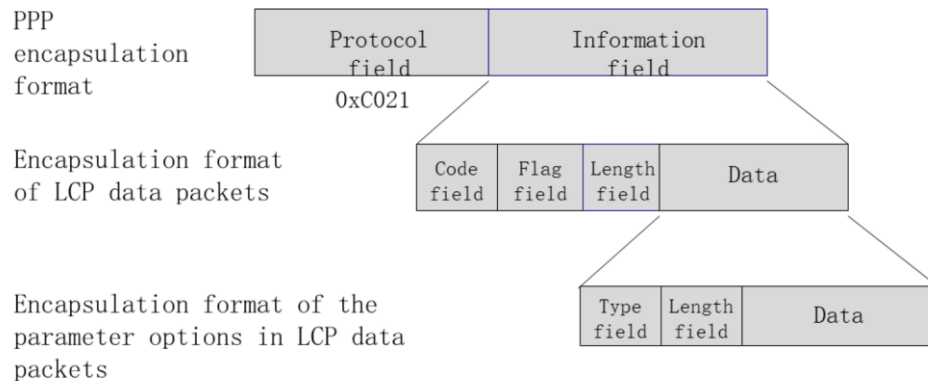 PPP
encapsulation
format
Protocol
field
0xC021
Information
field
Encapsulation format
of LCP data packets
Code
field
Flag
field
Length
field
Data
Encapsulation format of the
parameter options in LCP data
packets
Type
field
Length
field
Data